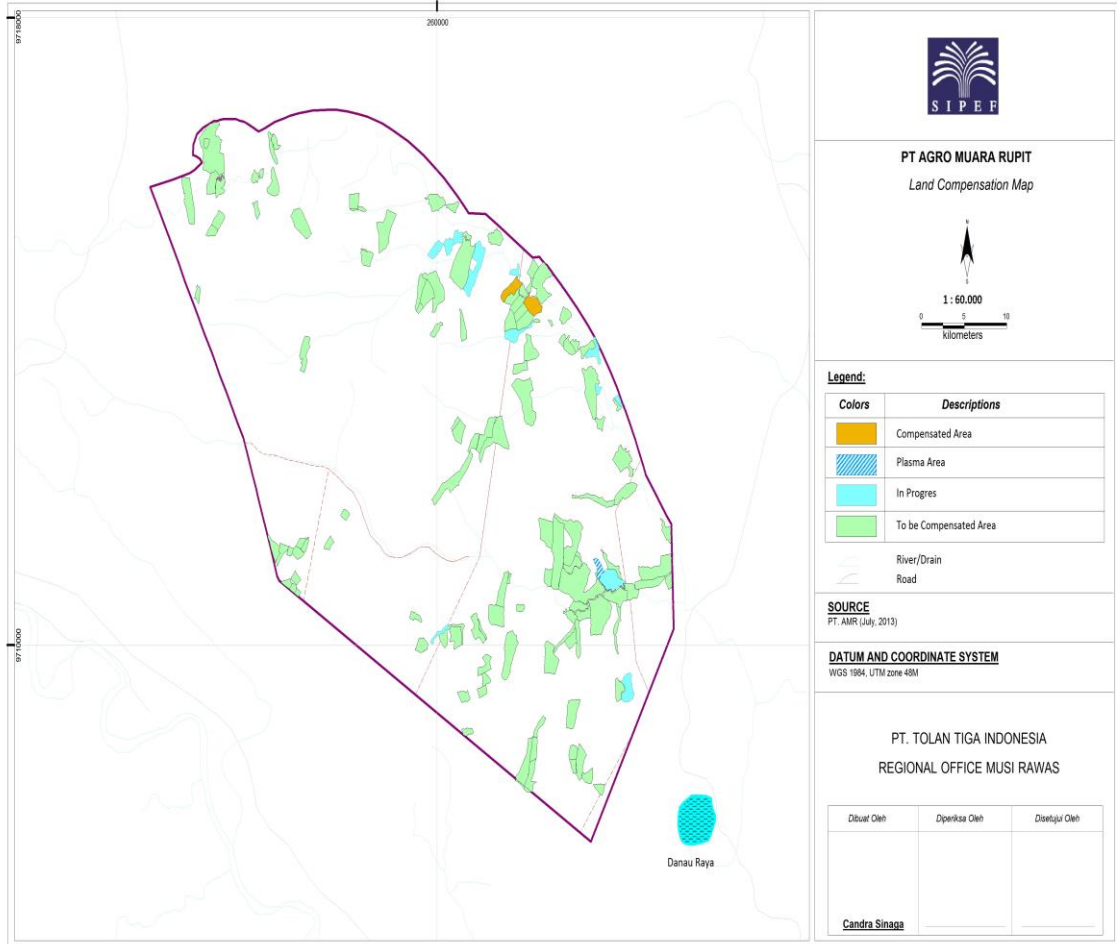 260000
9718000
9710000
Danau Raya
SIPEF
PT AGRO MUARA RUPIT
Land Compensation Map
N
S
1 : 60.000
0 5 10
kilometers
Legend:
Colors Descriptions
Compensated Area
Plasma Area
In Progres
To be Compensated Area
River/Drain
Road
SOURCE
PT. AMR (July, 2013)
DATUM AND COORDINATE SYSTEM
WGS 1984, UTM zone 48M
PT. TOLAN TIGA INDONESIA
REGIONAL OFFICE MUSI RAWAS
Dibuat Oleh Diperiksa Oleh Disetujui Oleh
Candra Sinaga